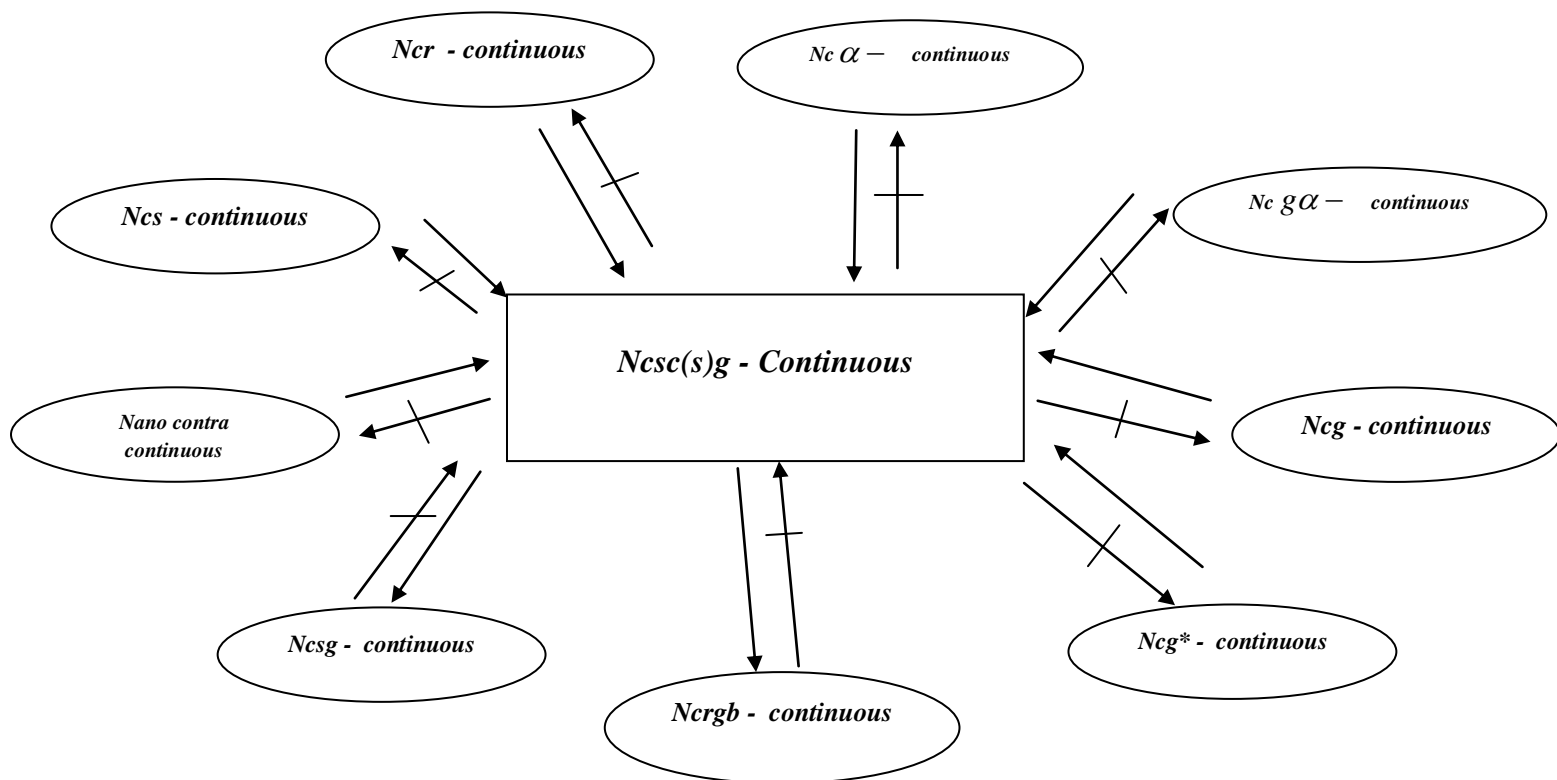 Ncr - continuous
Nc α – continuous
Ncs - continuous
Nc gα – continuous
Ncsc(s)g - Continuous
Nano contra
continuous
Ncg - continuous
Ncsg - continuous
Ncg* - continuous
Ncrgb - continuous